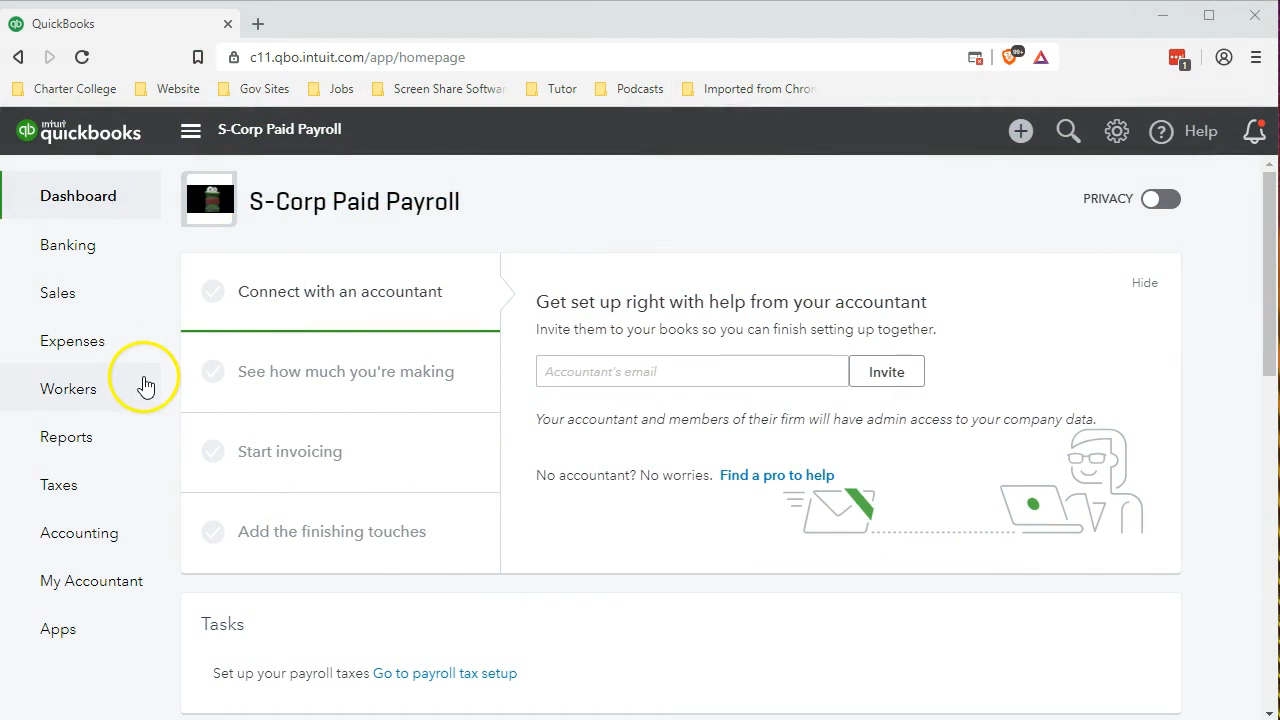 QuickBooks
c11.qbo.intuit.com/app/homepage
99+
1
Charter College
Website
Gov Sites
Jobs
Screen Share Softwa
Tutor
Podcasts
Imported from Chron
qb intuit quickbooks
S-Corp Paid Payroll
Help
Dashboard
Banking
Sales
Expenses
Workers
Reports
Taxes
Accounting
My Accountant
Apps
S-Corp Paid Payroll
PRIVACY
Connect with an accountant
See how much you're making
Start invoicing
Add the finishing touches
Hide
Get set up right with help from your accountant
Invite them to your books so you can finish setting up together.
Accountant's email
Invite
Your accountant and members of their firm will have admin access to your company data.
No accountant? No worries. Find a pro to help
Tasks
Set up your payroll taxes Go to payroll tax setup